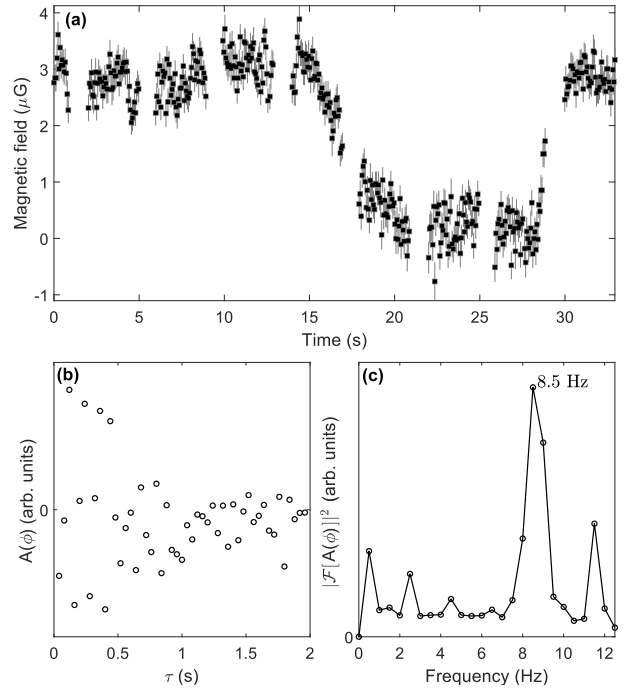 (a)
Magnetic field (μG)
4
3
2
1
0
-1
0 5 10 15 20 25 30
Time (s)
(b)
A(ϕ) (arb. units)
0
0 0.5 1 1.5 2
τ (s)
(c)
8.5 Hz
|ℱ[A(ϕ)]|² (arb. units)
0
0 2 4 6 8 10 12
Frequency (Hz)